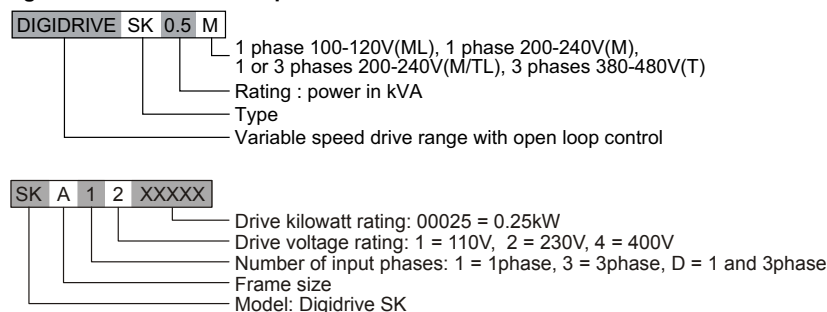 DIGIDRIVE SK 0.5 M
1 phase 100-120V(ML), 1 phase 200-240V(M),
1 or 3 phases 200-240V(M/TL), 3 phases 380-480V(T)
Rating : power in kVA
Type
Variable speed drive range with open loop control
SK A 1 2 XXXXX
Drive kilowatt rating: 00025 = 0.25kW
Drive voltage rating: 1 = 110V, 2 = 230V, 4 = 400V
Number of input phases: 1 = 1phase, 3 = 3phase, D = 1 and 3phase
Frame size
Model: Digidrive SK